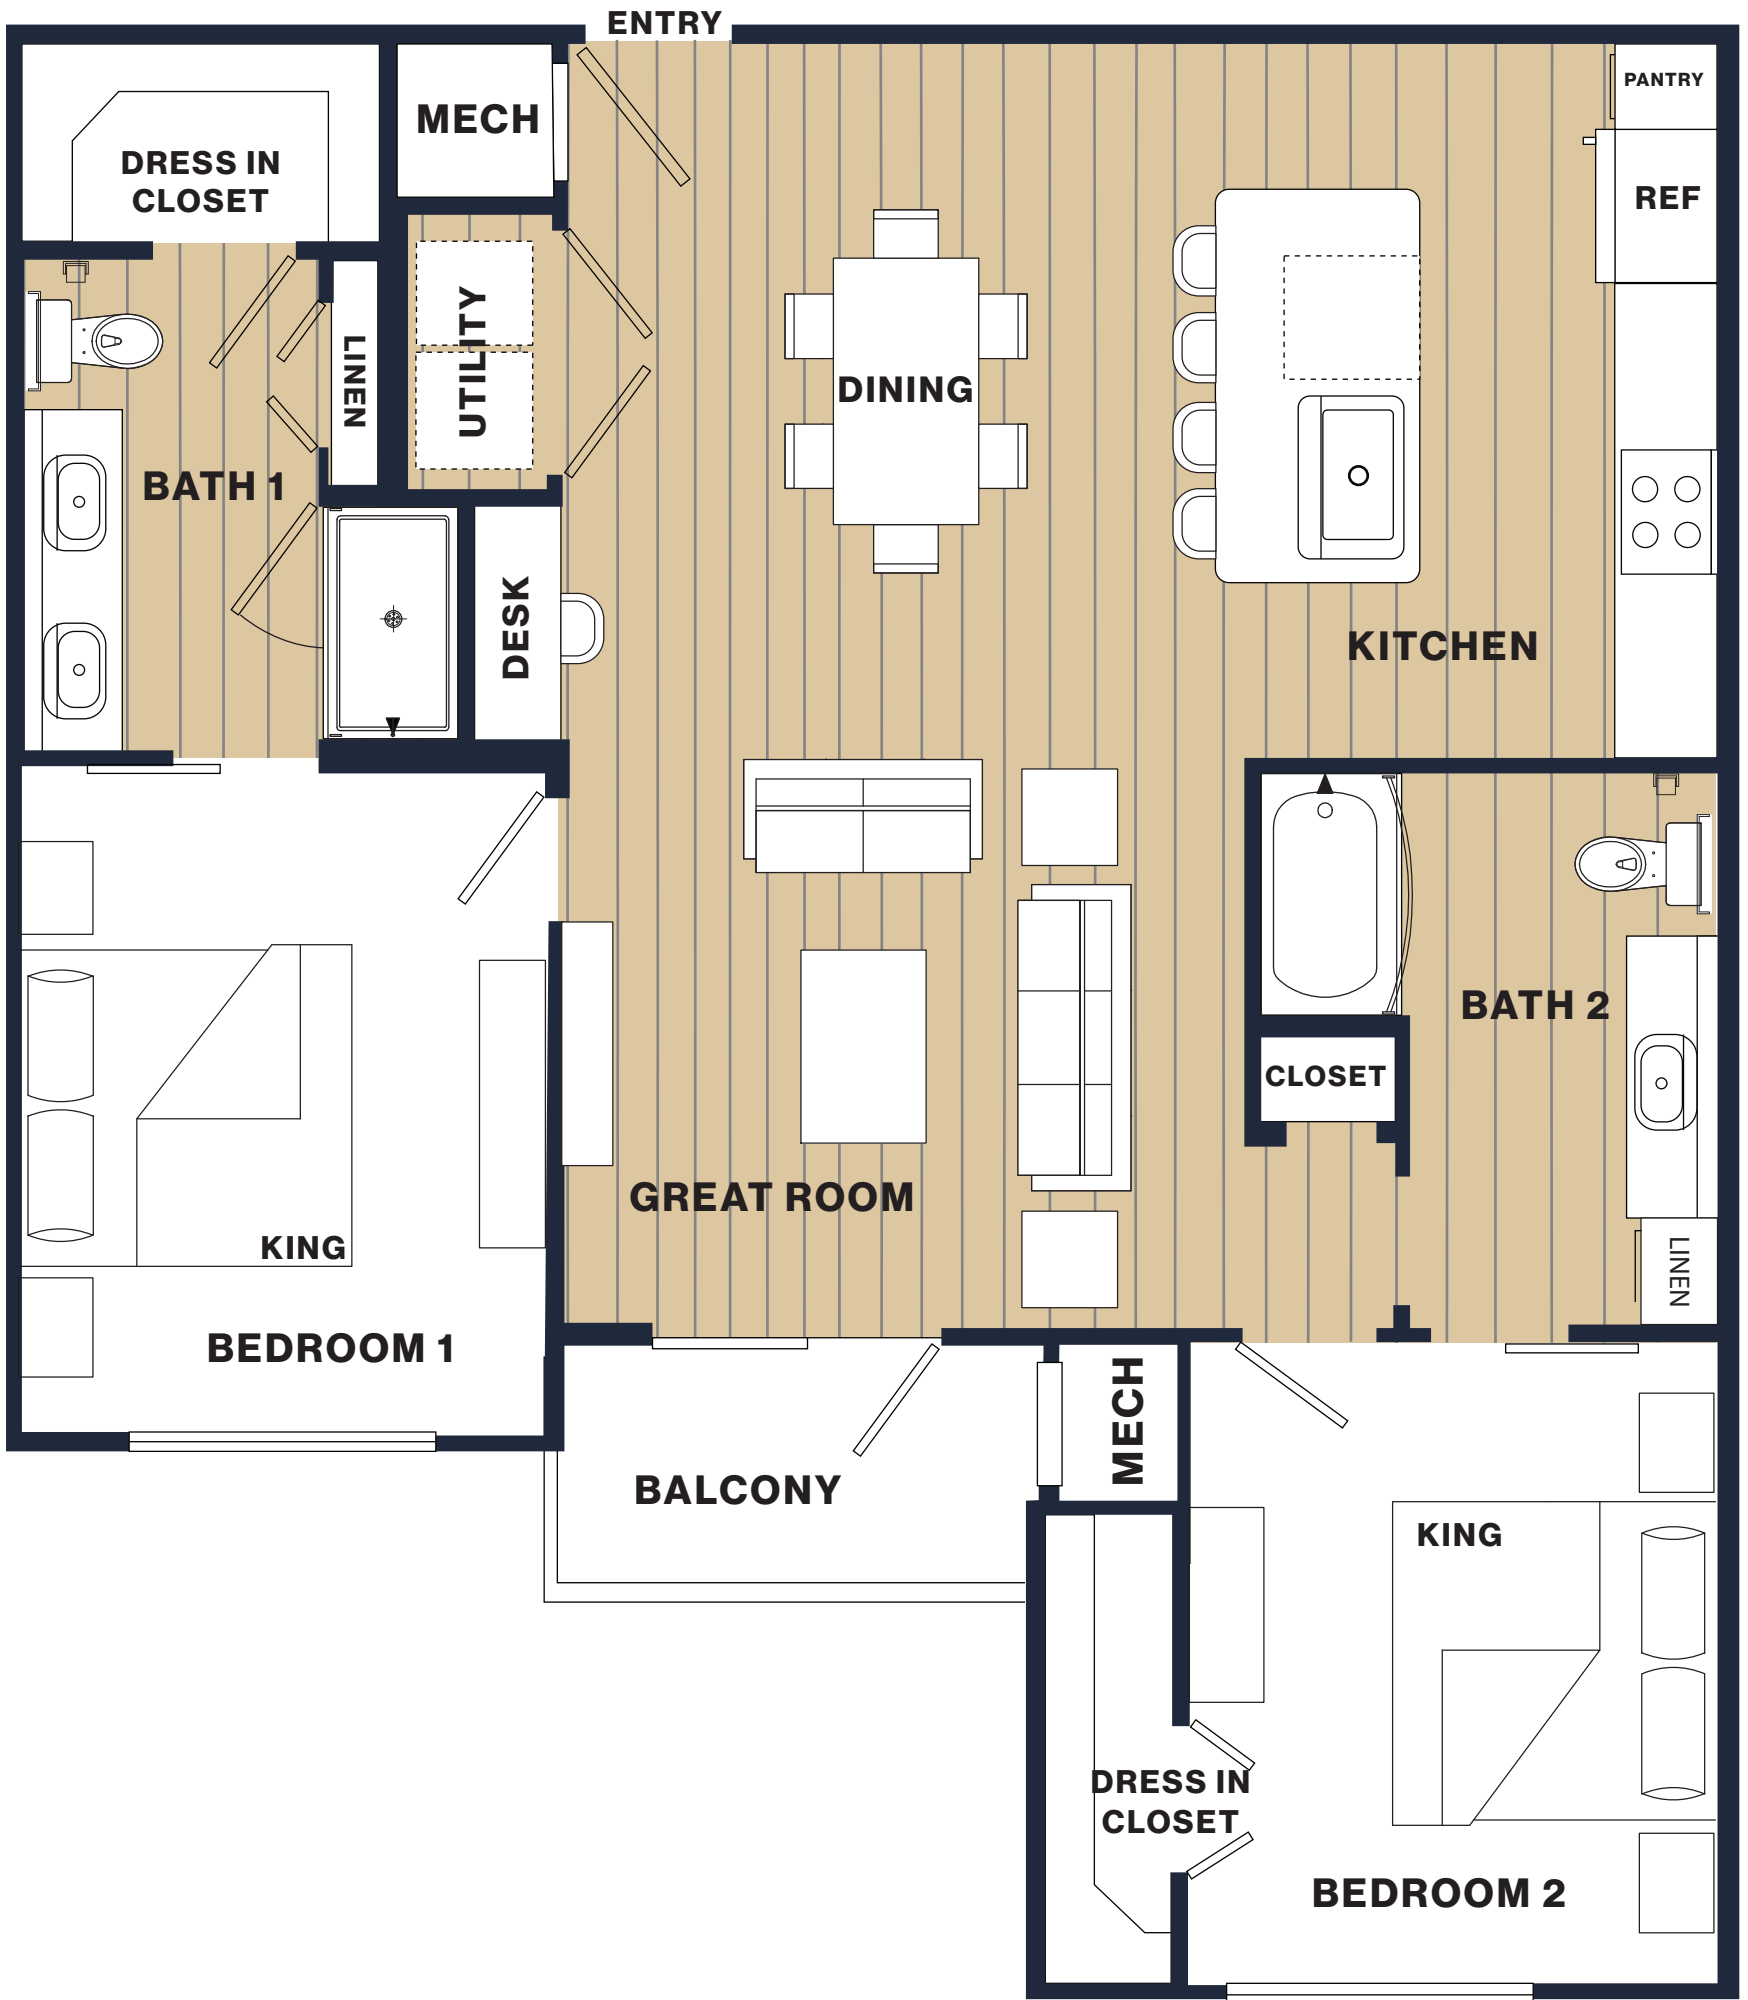 ENTRY
PANTRY
MECH
DRESS IN
CLOSET
REF
UTILITY
LINEN
DINING
BATH 1
DESK
KITCHEN
BATH 2
CLOSET
GREAT ROOM
KING
LINEN
BEDROOM 1
MECH
BALCONY
KING
DRESS IN
CLOSET
BEDROOM 2